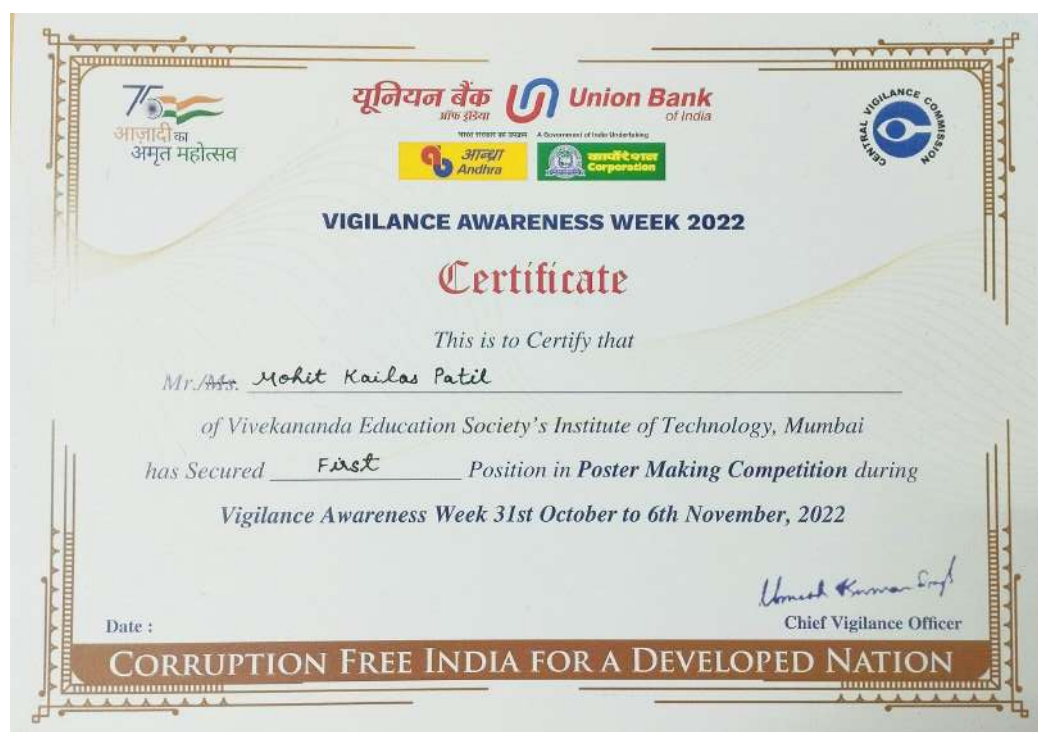 75
आज़ादी का
अमृत महोत्सव
यूनियन बैंक Union Bank
ऑफ इंडिया of India
भारत सरकार का उपक्रम A Government of India Undertaking
आन्ध्रा Andhra
कार्पोरेशन Corporation
CENTRAL VIGILANCE COMMISSION
VIGILANCE AWARENESS WEEK 2022
Certificate
This is to Certify that
Mr./Ms. Mohit Kailas Patil
of Vivekananda Education Society's Institute of Technology, Mumbai
has Secured First Position in Poster Making Competition during
Vigilance Awareness Week 31st October to 6th November, 2022
Umesh Kumar Singh
Date :
Chief Vigilance Officer
CORRUPTION FREE INDIA FOR A DEVELOPED NATION